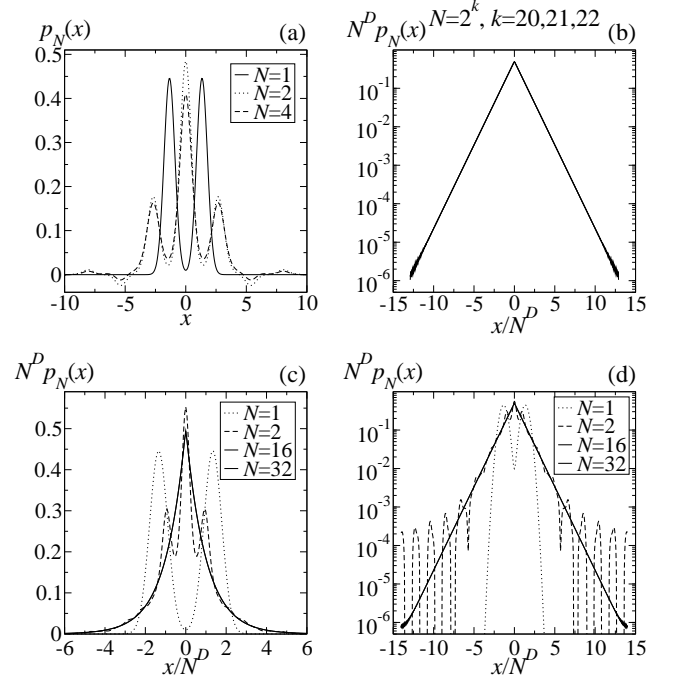 p_N(x) (a)
N=1
N=2
N=4
0.5
0.4
0.3
0.2
0.1
0
-10 -5 0 5 10
x
N^D p_N(x) N=2^k, k=20,21,22 (b)
10^-1
10^-2
10^-3
10^-4
10^-5
10^-6
-15 -10 -5 0 5 10 15
x/N^D
N^D p_N(x) (c)
N=1
N=2
N=16
N=32
0.5
0.4
0.3
0.2
0.1
0
-6 -4 -2 0 2 4 6
x/N^D
N^D p_N(x) (d)
N=1
N=2
N=16
N=32
10^-1
10^-2
10^-3
10^-4
10^-5
10^-6
-15 -10 -5 0 5 10 15
x/N^D